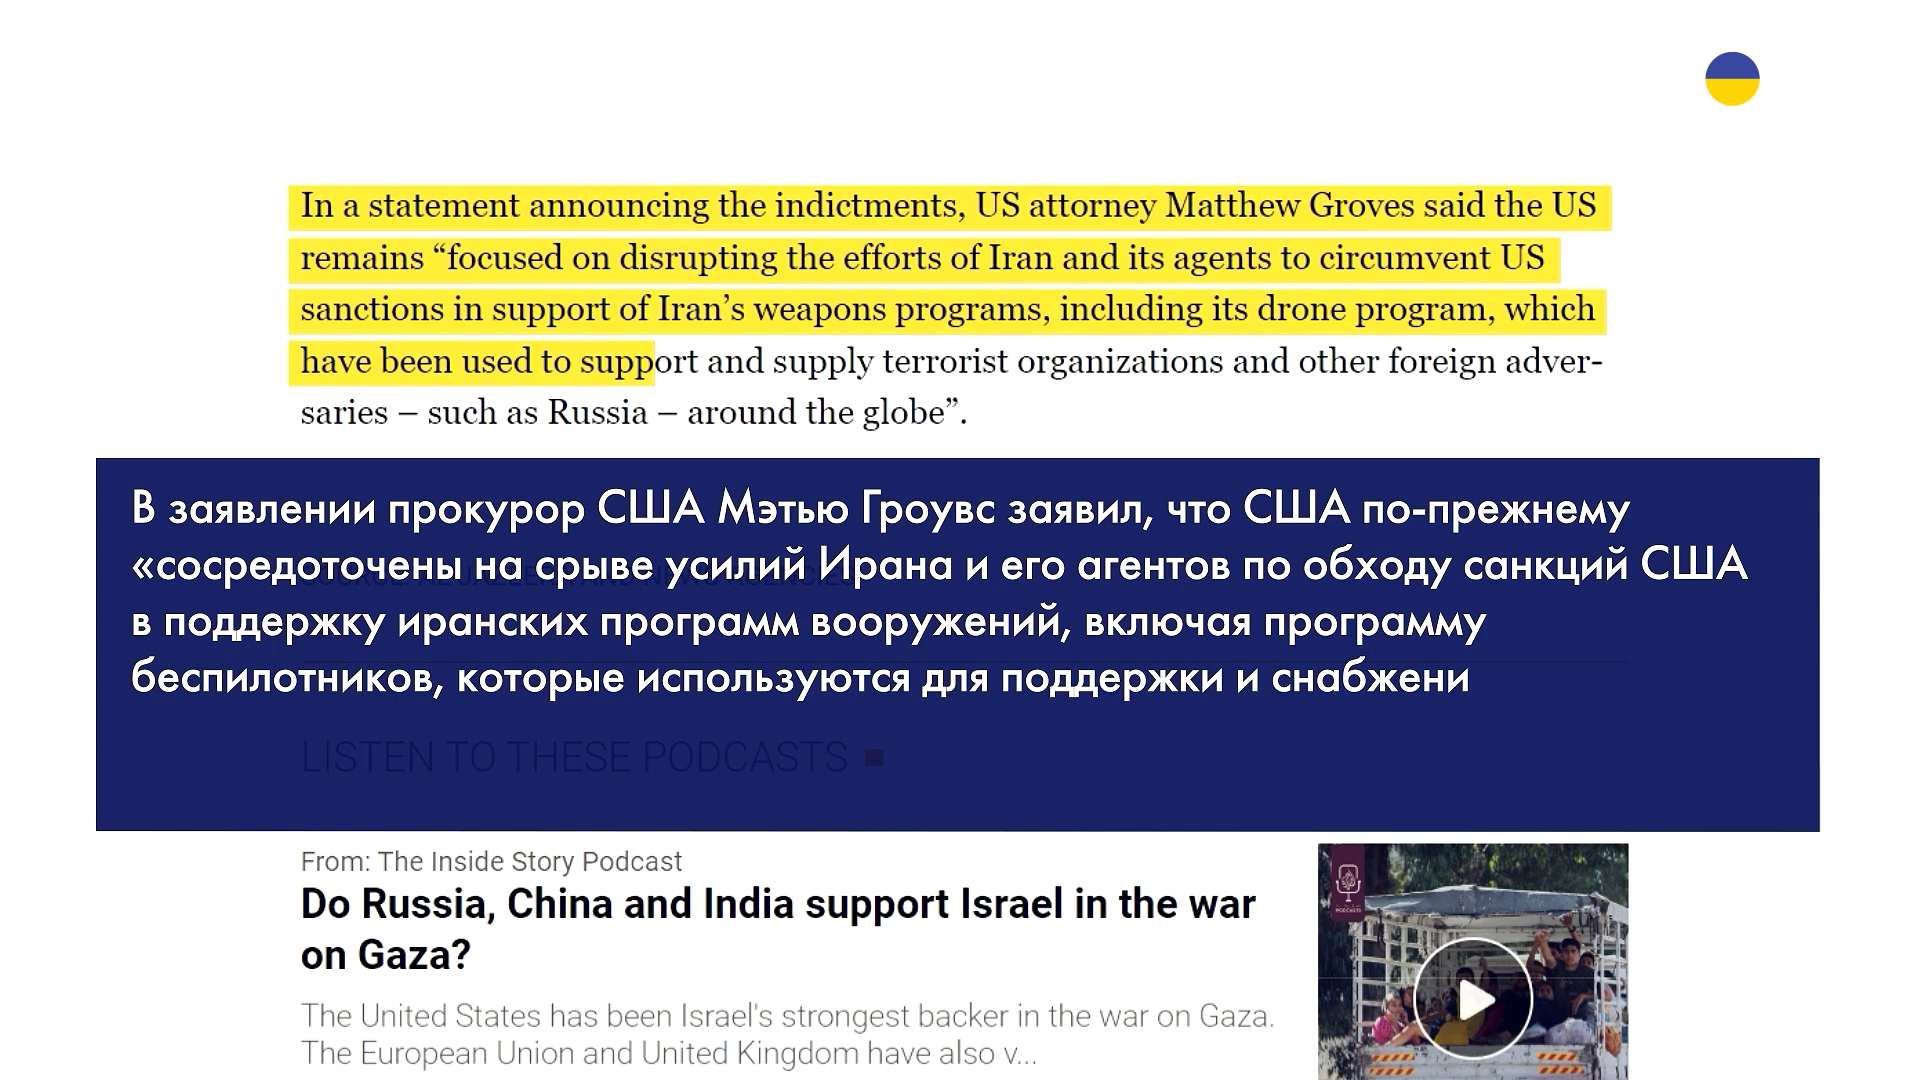 In a statement announcing the indictments, US attorney Matthew Groves said the US
remains “focused on disrupting the efforts of Iran and its agents to circumvent US
sanctions in support of Iran’s weapons programs, including its drone program, which
have been used to support and supply terrorist organizations and other foreign adver-
saries – such as Russia – around the globe”.
В заявлении прокурор США Мэтью Гроувс заявил, что США по-прежнему
«сосредоточены на срыве усилий Ирана и его агентов по обходу санкций США
в поддержку иранских программ вооружений, включая программу
беспилотников, которые используются для поддержки и снабжени
LISTEN TO THESE PODCASTS
From: The Inside Story Podcast
Do Russia, China and India support Israel in the war
on Gaza?
The United States has been Israel's strongest backer in the war on Gaza.
The European Union and United Kingdom have also v...